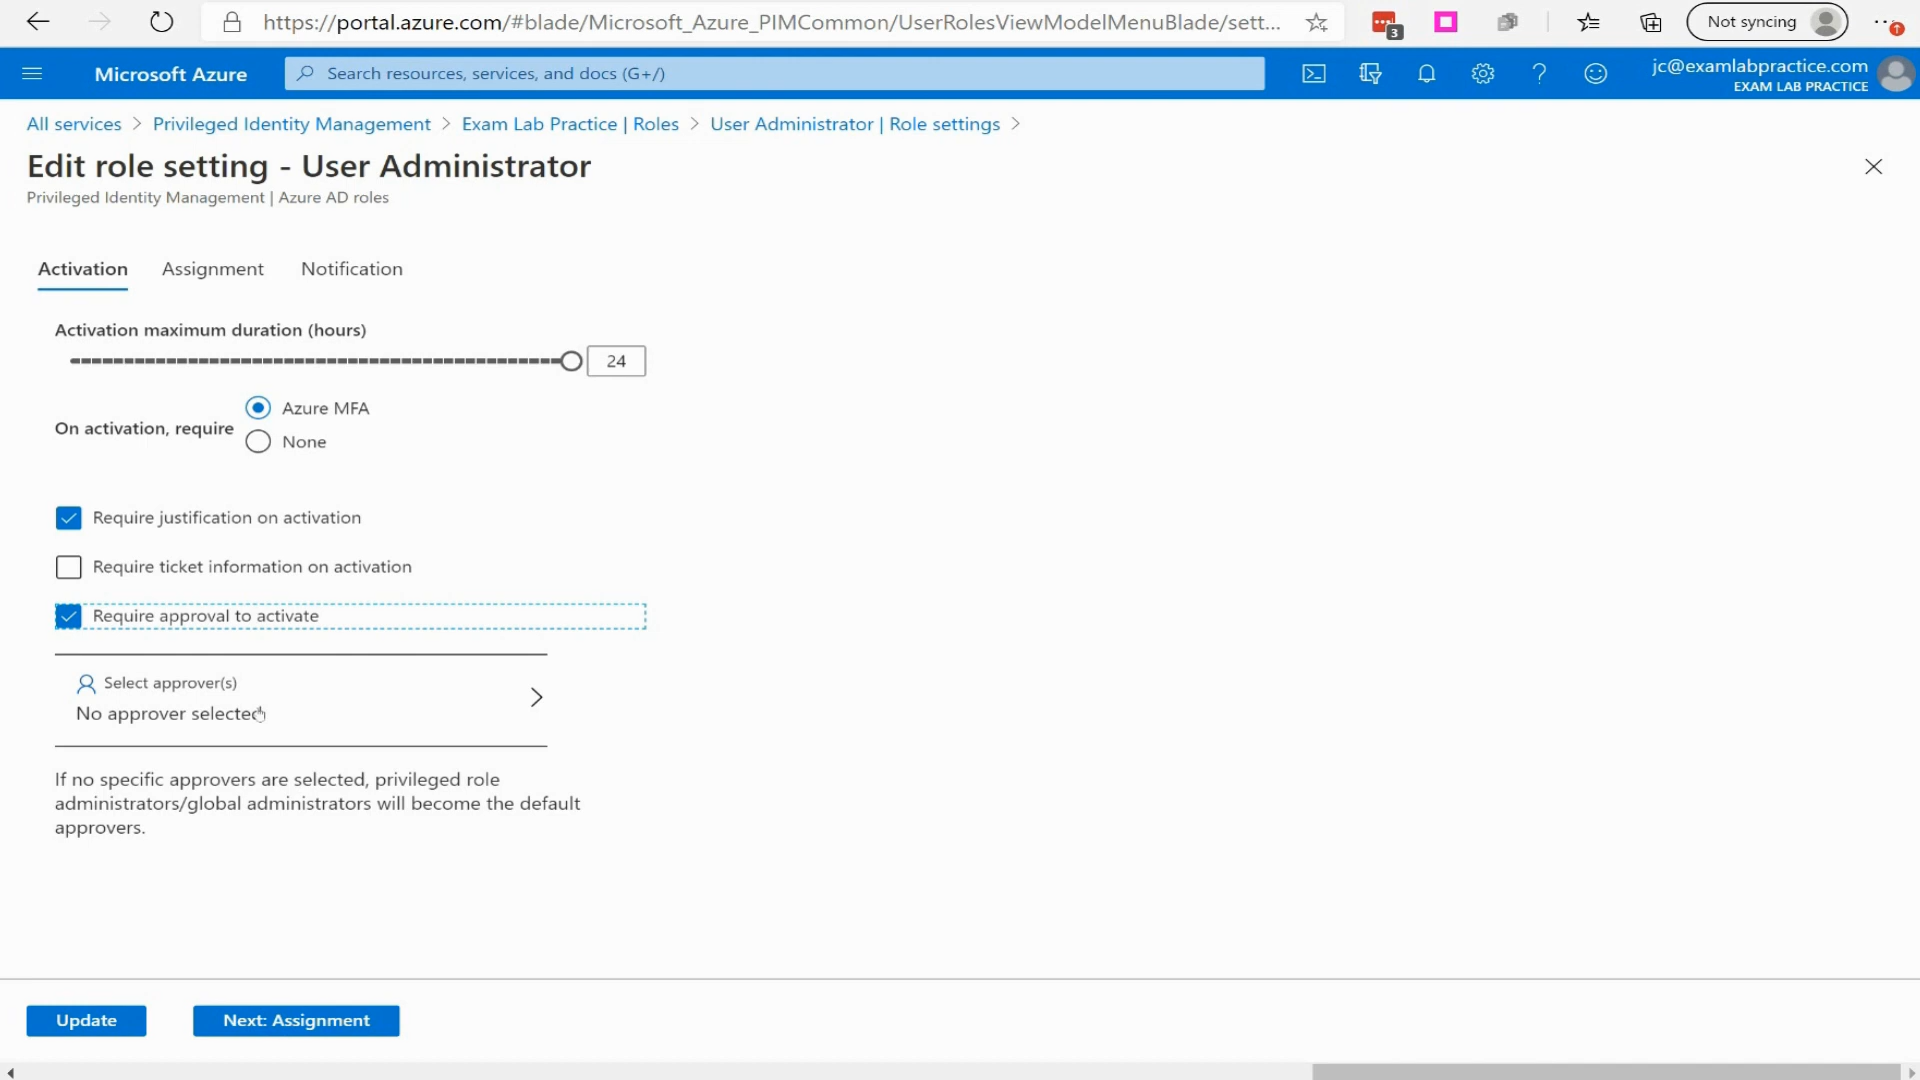 https://portal.azure.com/#blade/Microsoft_Azure_PIMCommon/UserRolesViewModelMenuBlade/sett...
3
Not syncing
Microsoft Azure
Search resources, services, and docs (G+/)
jc@examlabpractice.com
EXAM LAB PRACTICE
All services > Privileged Identity Management > Exam Lab Practice | Roles > User Administrator | Role settings >
Edit role setting - User Administrator
Privileged Identity Management | Azure AD roles
Activation Assignment Notification
Activation maximum duration (hours)
24
On activation, require
Azure MFA
None
Require justification on activation
Require ticket information on activation
Require approval to activate
Select approver(s)
No approver selected
If no specific approvers are selected, privileged role
administrators/global administrators will become the default
approvers.
Update
Next: Assignment